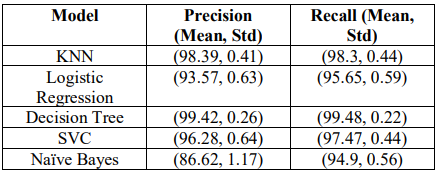 Model Precision Recall (Mean,
(Mean, Std) Std)
KNN (98.39, 0.41) (98.3, 0.44)
Logistic (93.57, 0.63) (95.65, 0.59)
Regression
Decision Tree (99.42, 0.26) (99.48, 0.22)
SVC (96.28, 0.64) (97.47, 0.44)
Naïve Bayes (86.62, 1.17) (94.9, 0.56)